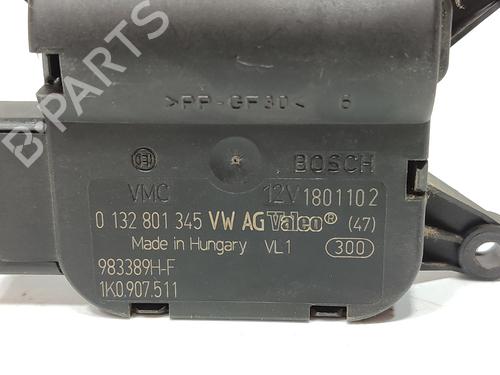 >PP-GF30< 6
BOSCH
VMC 12V 1801102
0 132 801 345 VW AG Valeo® (47)
Made in Hungary VL1 300
983389H-F
1K0.907.511
B-PARTS